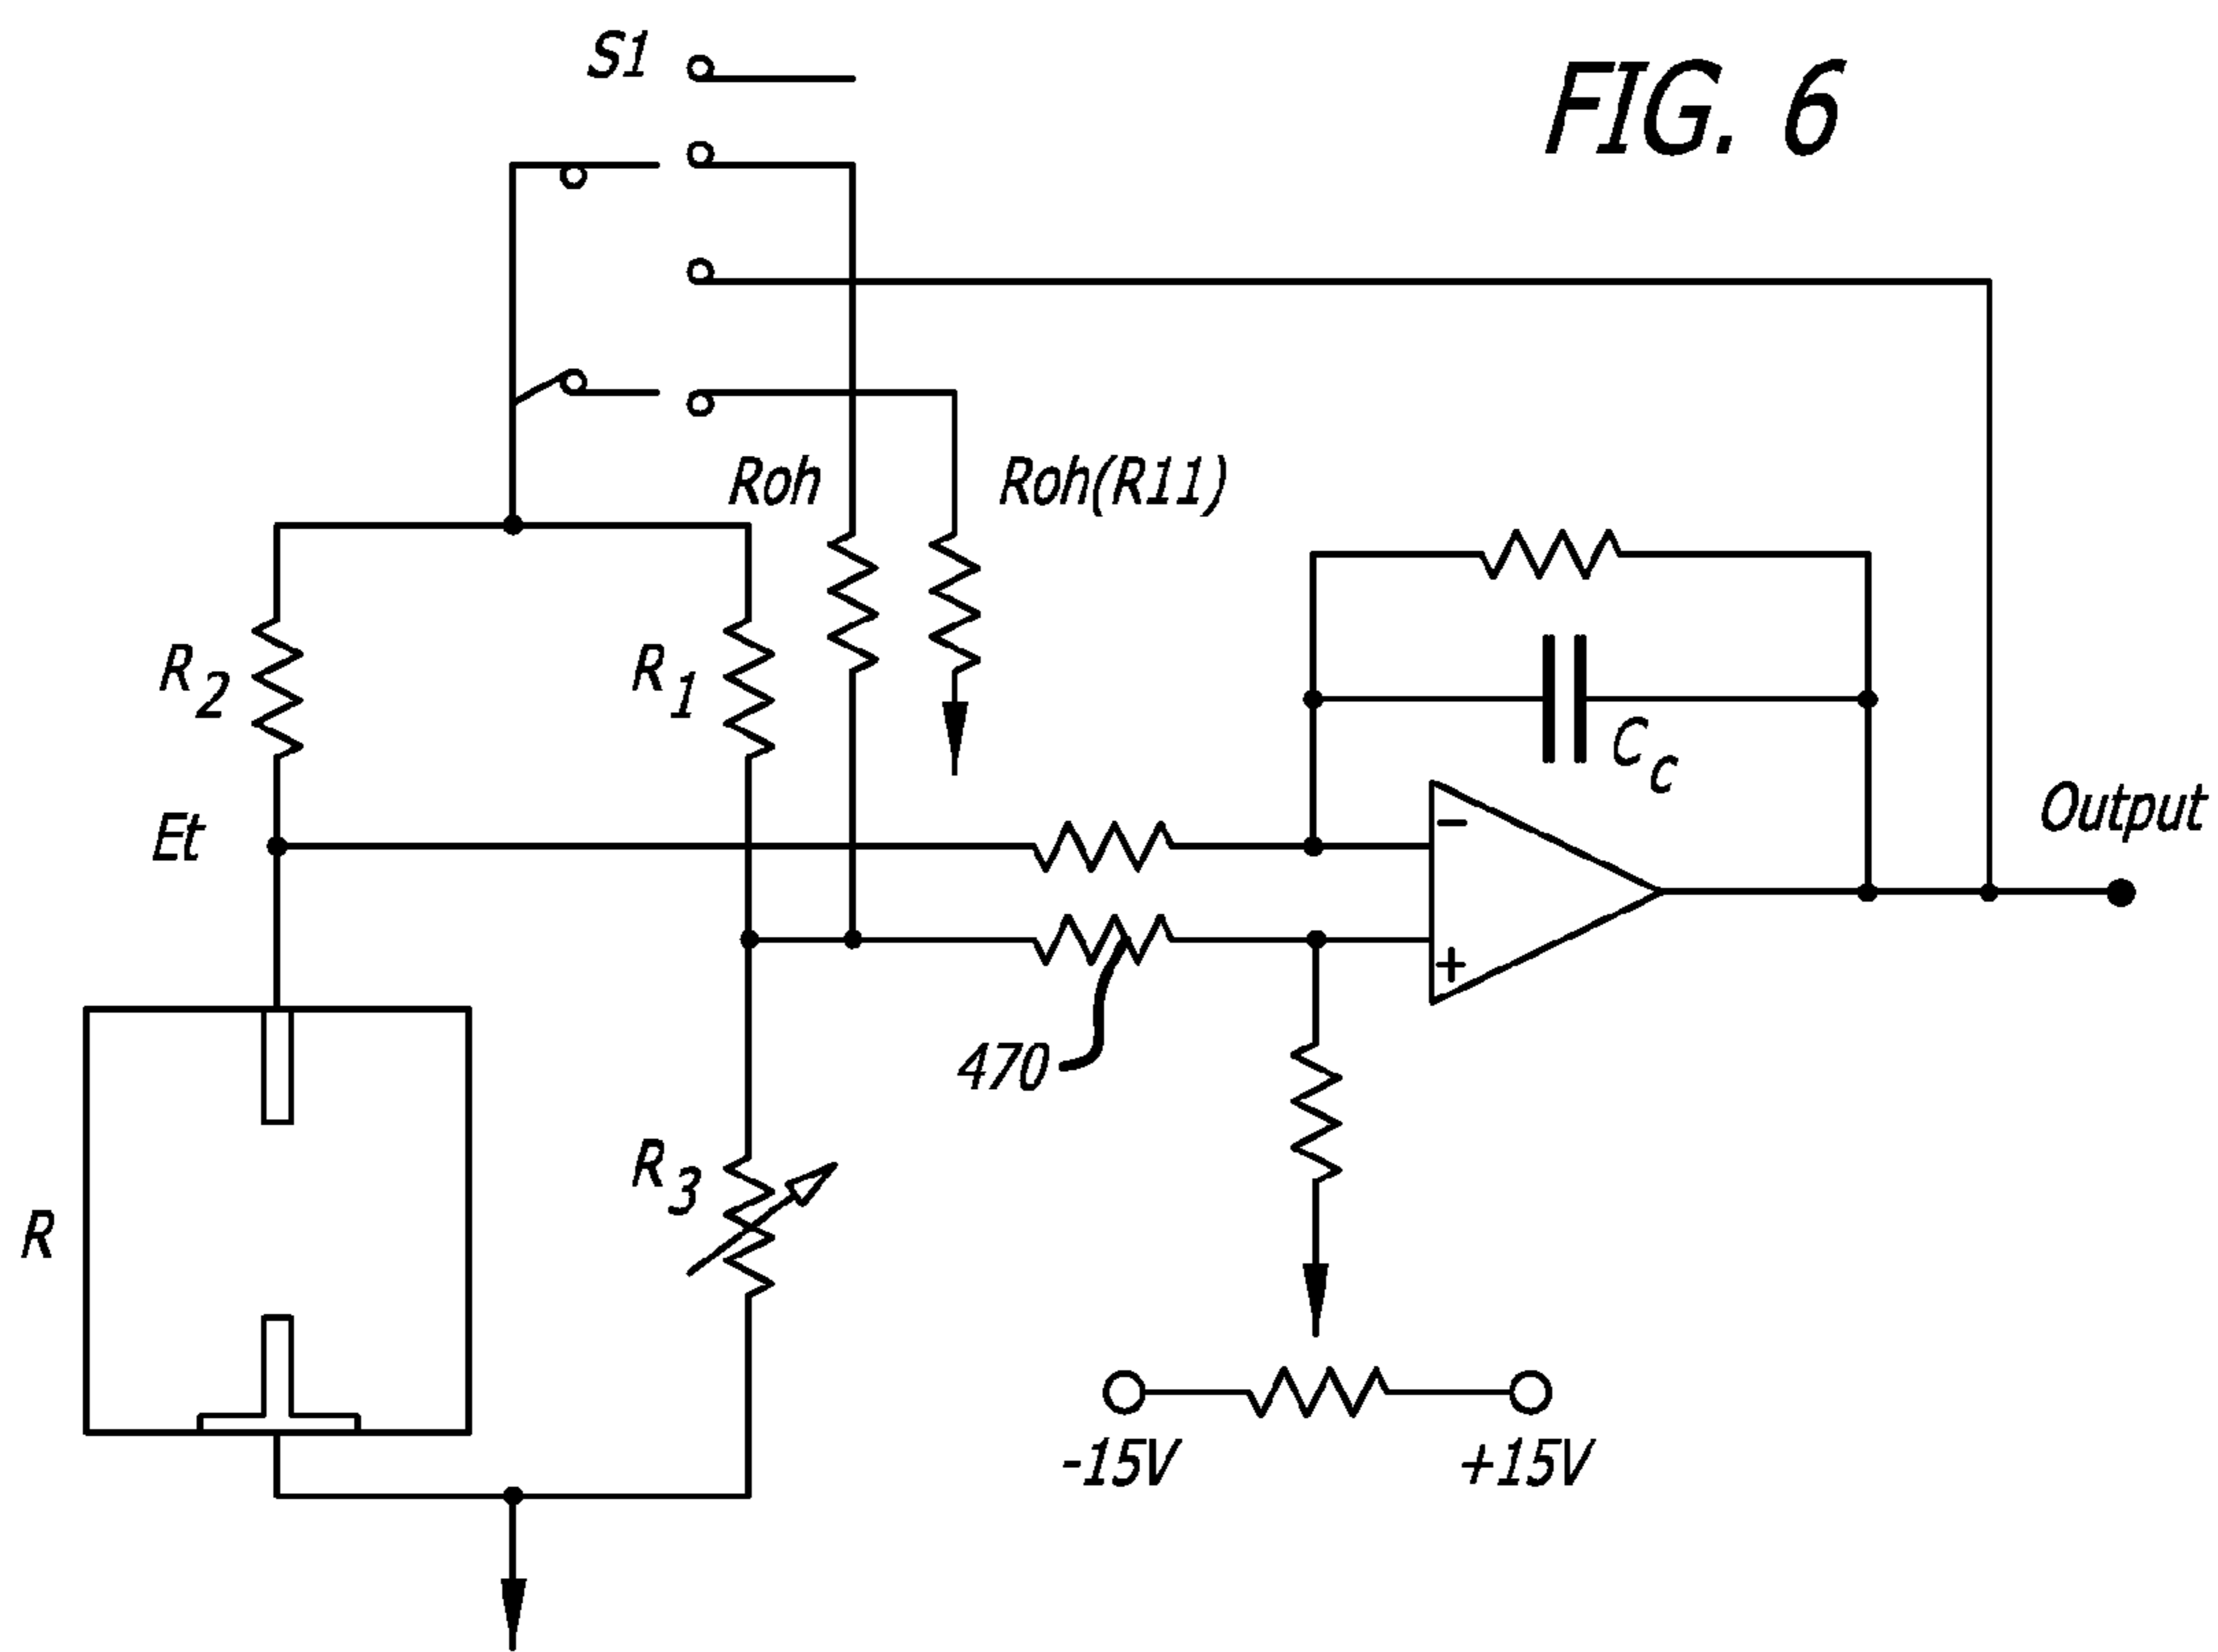 S1
FIG. 6
Roh
Roh(R11)
R2
R1
Cc
Output
Et
-
+
470
R3
R
-15V
+15V